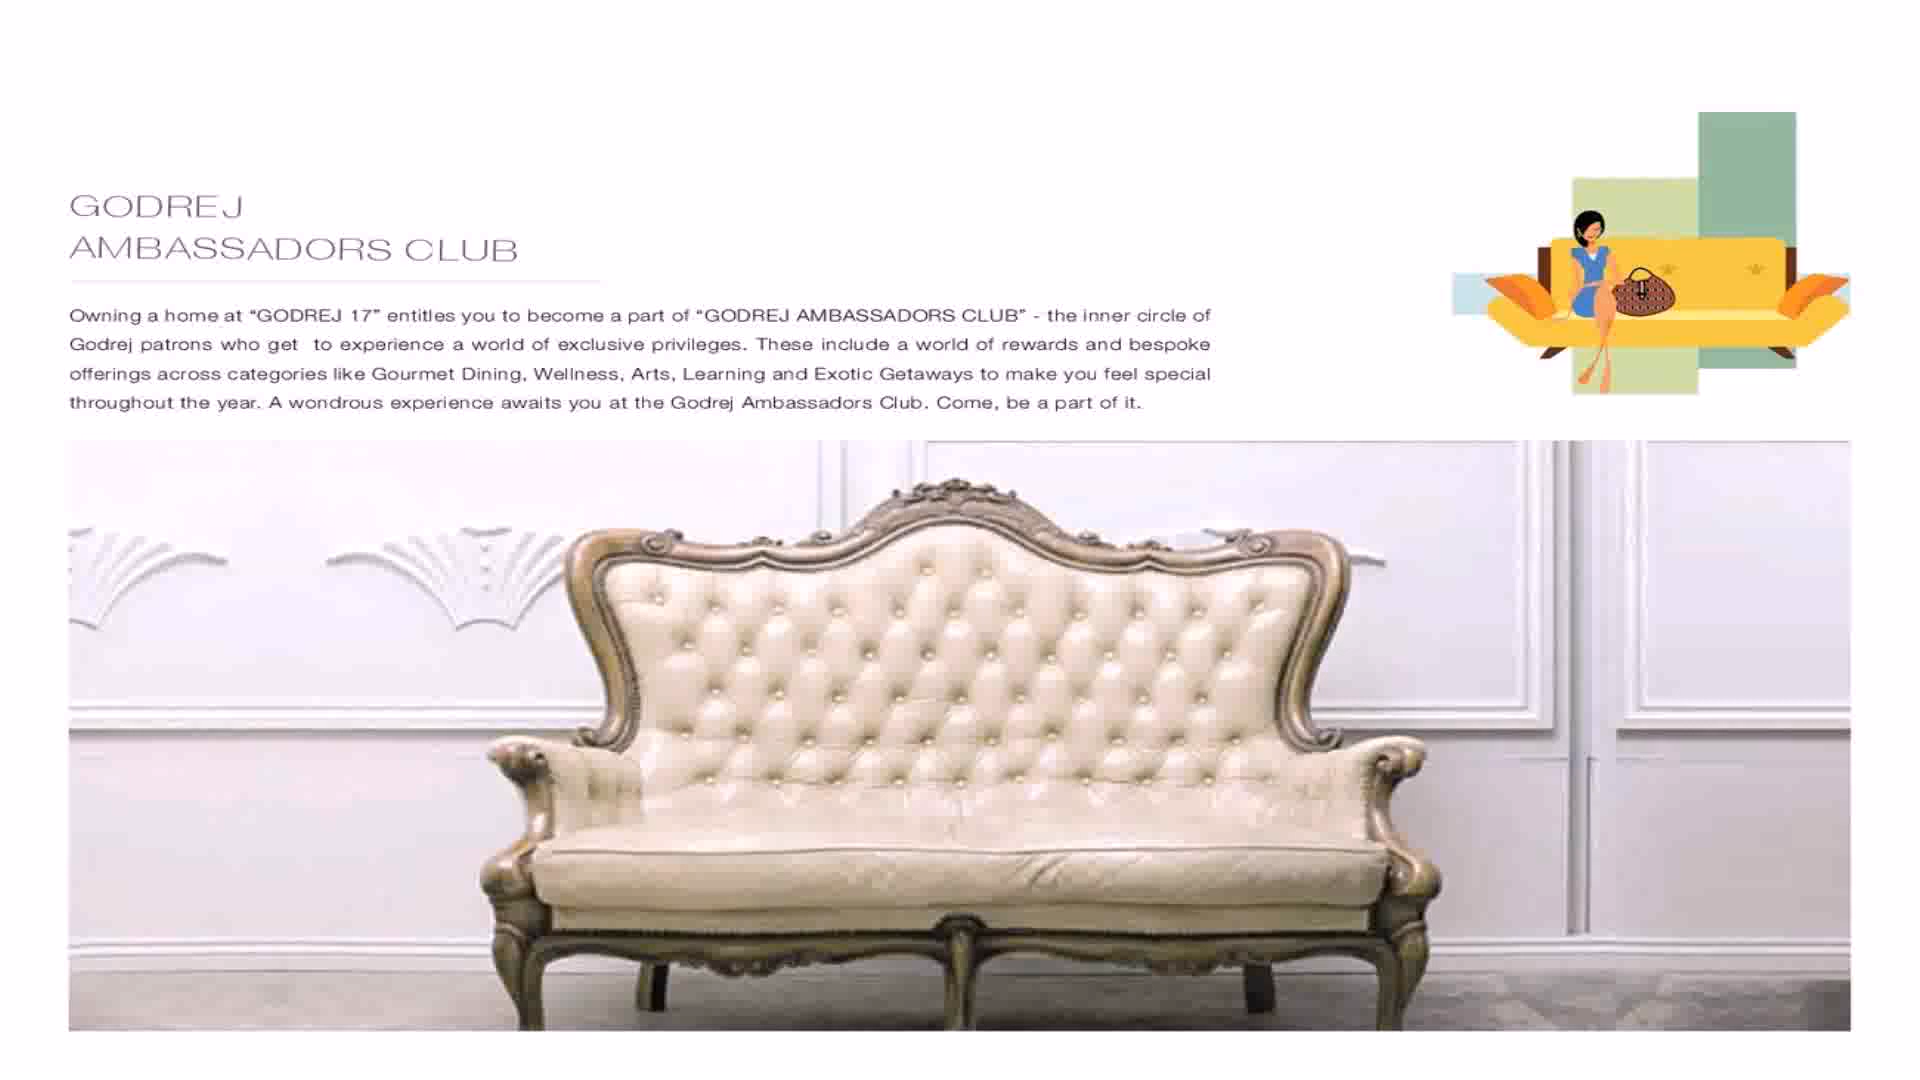 GODREJ
AMBASSADORS CLUB
Owning a home at “GODREJ 17” entitles you to become a part of “GODREJ AMBASSADORS CLUB” - the inner circle of
Godrej patrons who get to experience a world of exclusive privileges. These include a world of rewards and bespoke
offerings across categories like Gourmet Dining, Wellness, Arts, Learning and Exotic Getaways to make you feel special
throughout the year. A wondrous experience awaits you at the Godrej Ambassadors Club. Come, be a part of it.